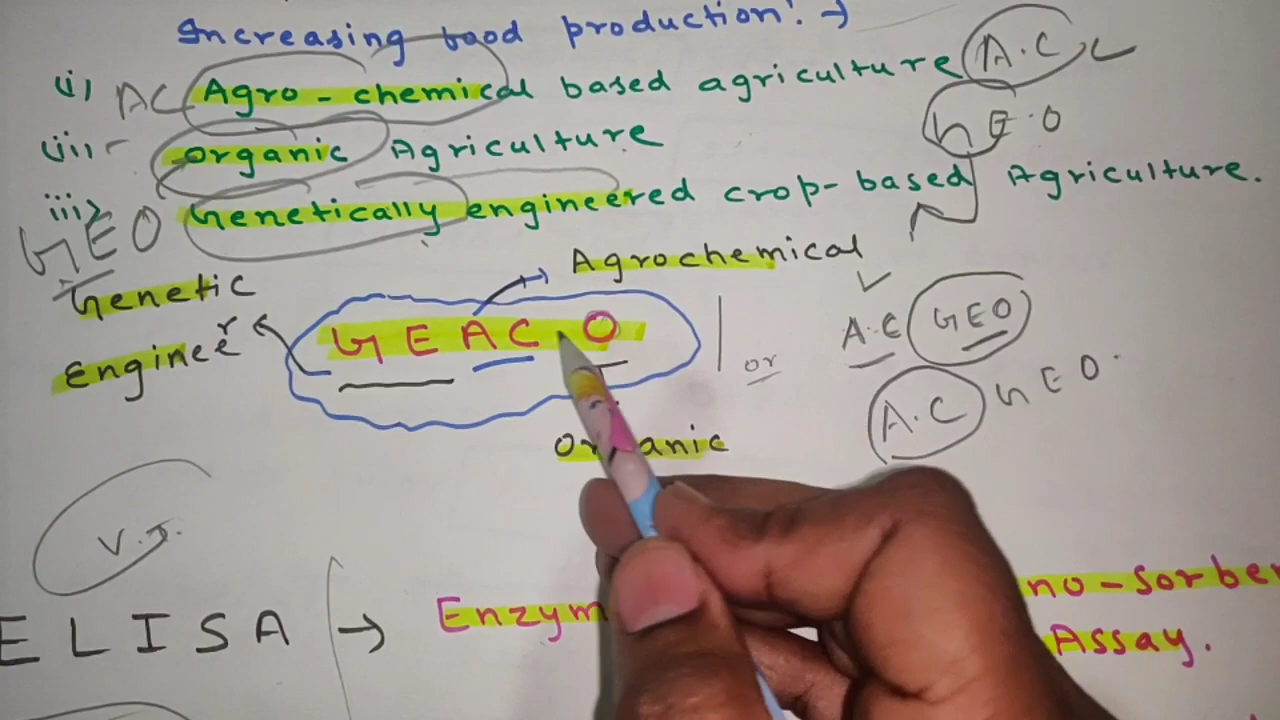 Increasing food production! →
(i) AC Agro - chemical based agriculture A.C
(ii) Organic Agriculture GE.O
iii) Genetically engineered crop-based Agriculture.
GEO
Agrochemical
Genetic
Engineer
GEACO
or
A.C GEO
A.C GEO
Organic
V.I.
ELISA → Enzym no-Sorben
Assay.